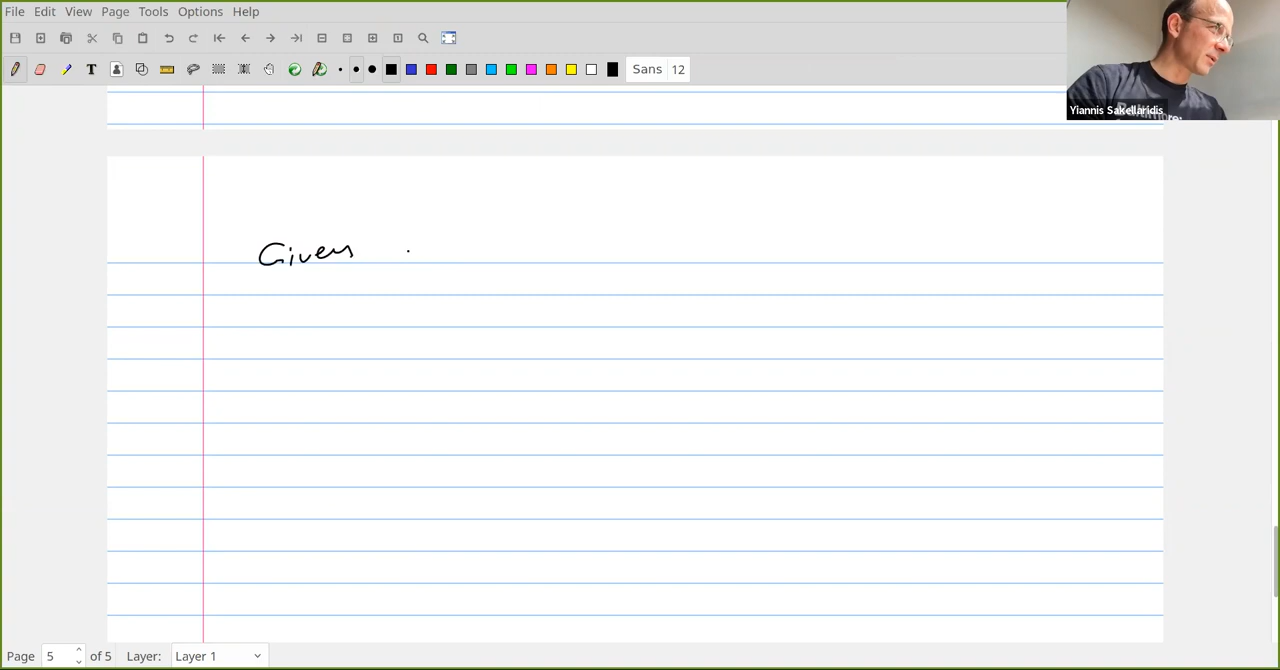 File Edit View Page Tools Options Help
Sans 12
Yiannis Sakellaridis
Given
Page 5 of 5 Layer: Layer 1